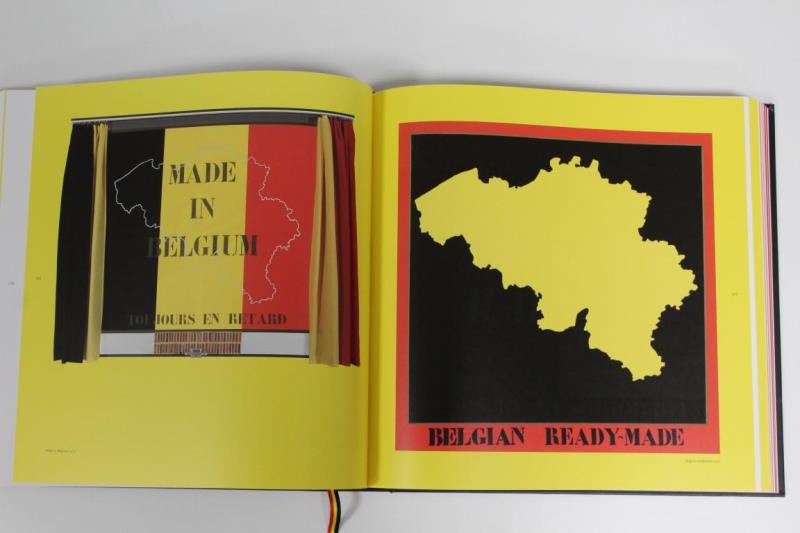 MADE
IN
BELGIUM
TOUJOURS EN RETARD
BELGIAN READY-MADE